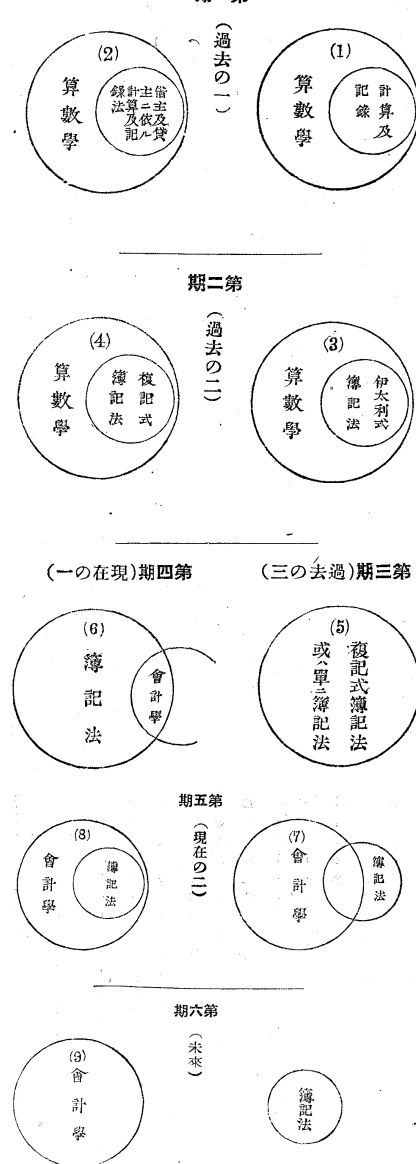 (過去の一)
(1)
計算及
記錄
算數學
(2)
借主及貸
主ニ依ル
計算及記
錄法
算數學
第二期
(過去の二)
(3)
伊太利式
簿記法
算數學
(4)
複記式
簿記法
算數學
第三期(過去の三)
(5)
複記式簿記法
或ハ單ニ簿記法
第四期(現在の一)
(6)
簿記法
會計學
第五期
(現在の二)
(7)
會計學
簿記法
(8)
簿記法
會計學
第六期
(未來)
簿記法
(9)
會計學